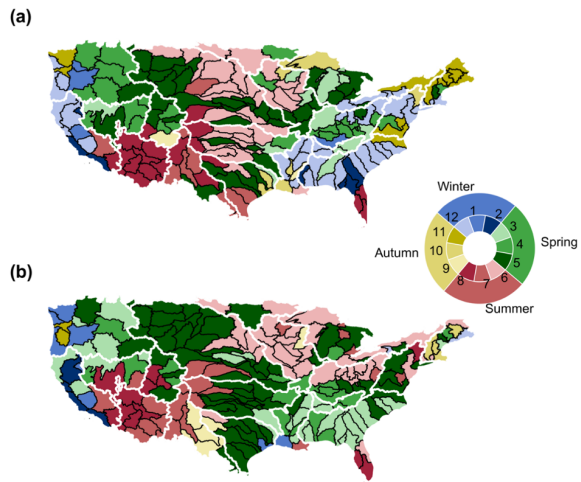 (a)
Winter
12 1 2
11 3
10 4
9 5
8 7 6
Autumn
Spring
Summer
(b)